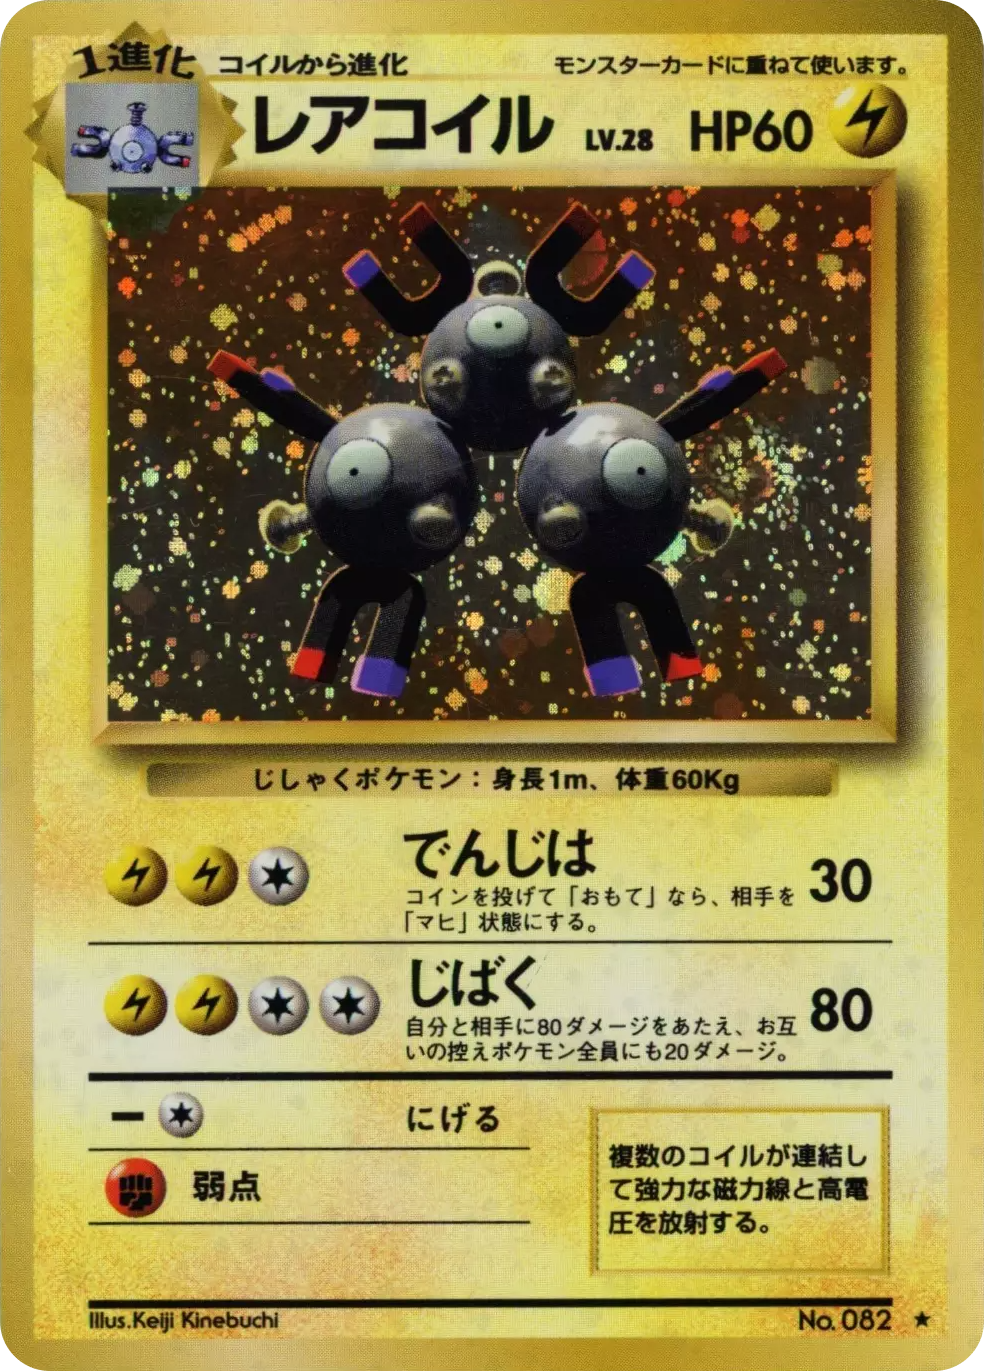 1進化
コイルから進化
モンスターカードに重ねて使います。
レアコイル LV.28 HP60
じしゃくポケモン：身長1m、体重60Kg
でんじは 30
コインを投げて「おもて」なら、相手を
「マヒ」状態にする。
じばく 80
自分と相手に80ダメージをあたえ、お互
いの控えポケモン全員にも20ダメージ。
ー にげる
弱点
複数のコイルが連結し
て強力な磁力線と高電
圧を放射する。
Illus.Keiji Kinebuchi
No.082 ★